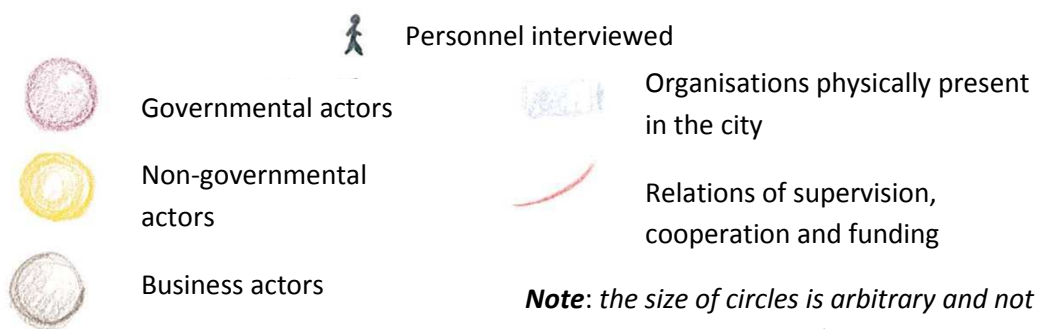 Personnel interviewed
Governmental actors
Non-governmental
actors
Business actors
Organisations physically present
in the city
Relations of supervision,
cooperation and funding
Note: the size of circles is arbitrary and not